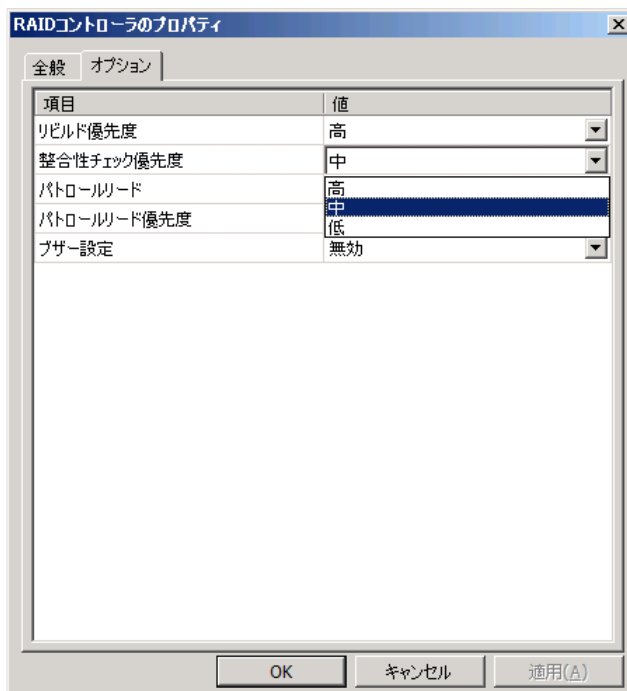 RAIDコントローラのプロパティ
全般 オプション
項目 値
リビルド優先度 高
整合性チェック優先度 中
パトロールリード 高
中
パトロールリード優先度 低
ブザー設定 無効
OK キャンセル 適用(A)